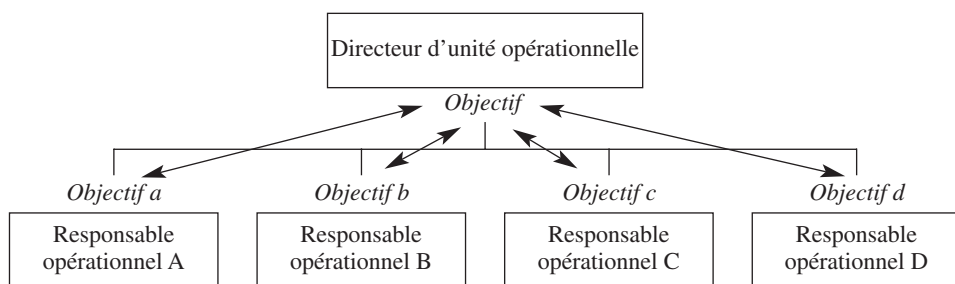 Directeur d’unité opérationnelle
Objectif
Objectif a
Objectif b
Objectif c
Objectif d
Responsable
opérationnel A
Responsable
opérationnel B
Responsable
opérationnel C
Responsable
opérationnel D